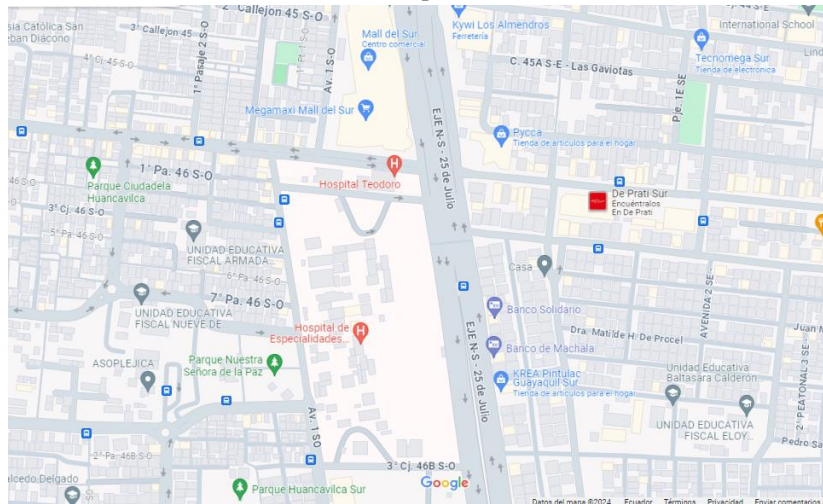 2° Callejon 45 S-O
3° Callejon 45
1° Pasaje 2 S-O
4° Cj. 45 S-O
Av. 1 S-O
1° Pt. 1 S-O
Mall del Sur
Centro comercial
Kywi Los Almendros
Ferretería
International School
Tecnomega Sur
Tienda de electrónica
C. 45A S-E - Las Gaviotas
Pje. 1E SE
Megamaxi Mall del Sur
EJE N-S - 25 de Julio
Pycca
Tienda de artículos para el hogar
1° Pa. 46 S-O
Parque Ciudadela
Huancavilca
Hospital Teodoro
De Prati Sur
Encuéntralos
En De Prati
3° Cj. 46 S-O
5° Pa. 46 S-O
UNIDAD EDUCATIVA
FISCAL ARMADA...
6° Pa. 46 S-O
Casa
7° Pa. 46 S-O
UNIDAD EDUCATIVA
FISCAL NUEVE DE
Banco Solidario
AVENIDA 2 SE
Hospital de
Especialidades...
EJE N-S - 25 de Julio
Dra. Matilde H. De Procel
Juan M
Banco de Machala
ASOPLEJICA
Parque Nuestra
Señora de la Paz
KREA Pintulac
Guayaquil Sur
Tienda de artículos para el hogar
Unidad Educativa
Baltasara Calderón
2° PEATONAL 3 SE
Av. 1 SO
UNIDAD EDUCATIVA
FISCAL ELOY...
Pedro Sa
2° Pa. 46B S-O
3° Cj. 46B S-O
alcedo Delgado
Parque Huancavilca Sur
Google
Datos del mapa ©2024 Ecuador Términos Privacidad Enviar comentarios